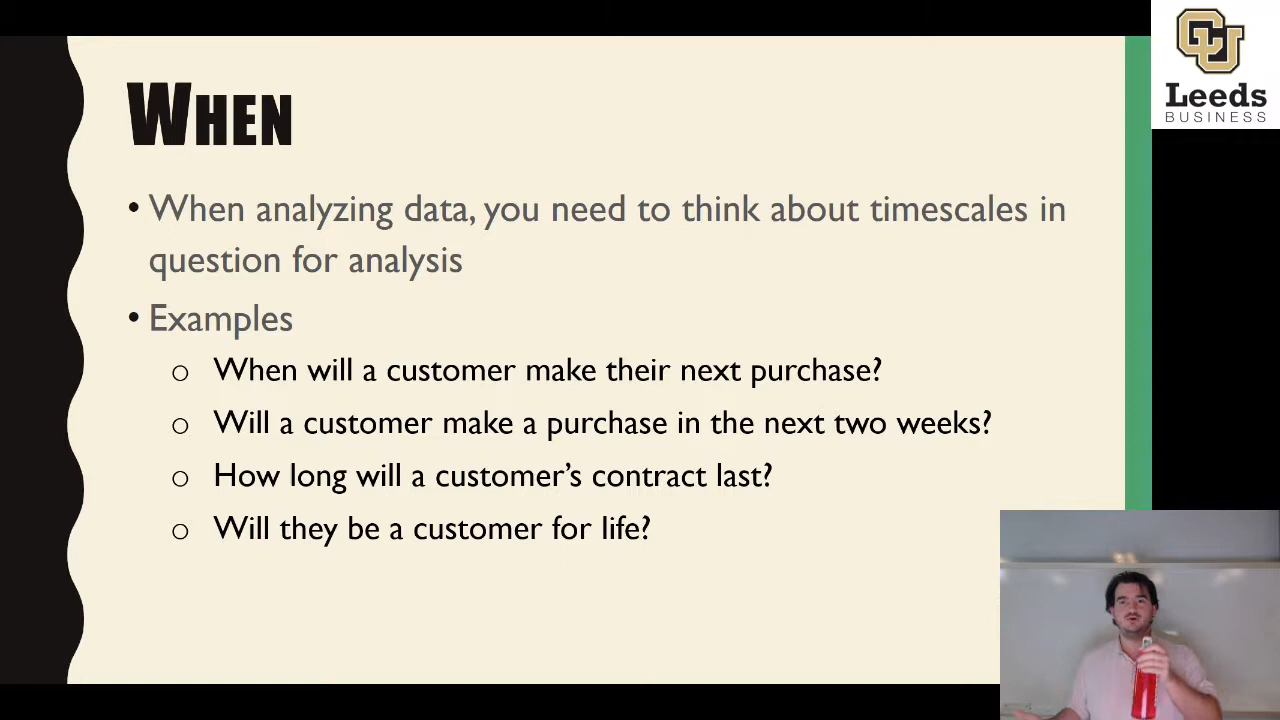 CU
Leeds
BUSINESS
WHEN
• When analyzing data, you need to think about timescales in
question for analysis
• Examples
o When will a customer make their next purchase?
o Will a customer make a purchase in the next two weeks?
o How long will a customer’s contract last?
o Will they be a customer for life?